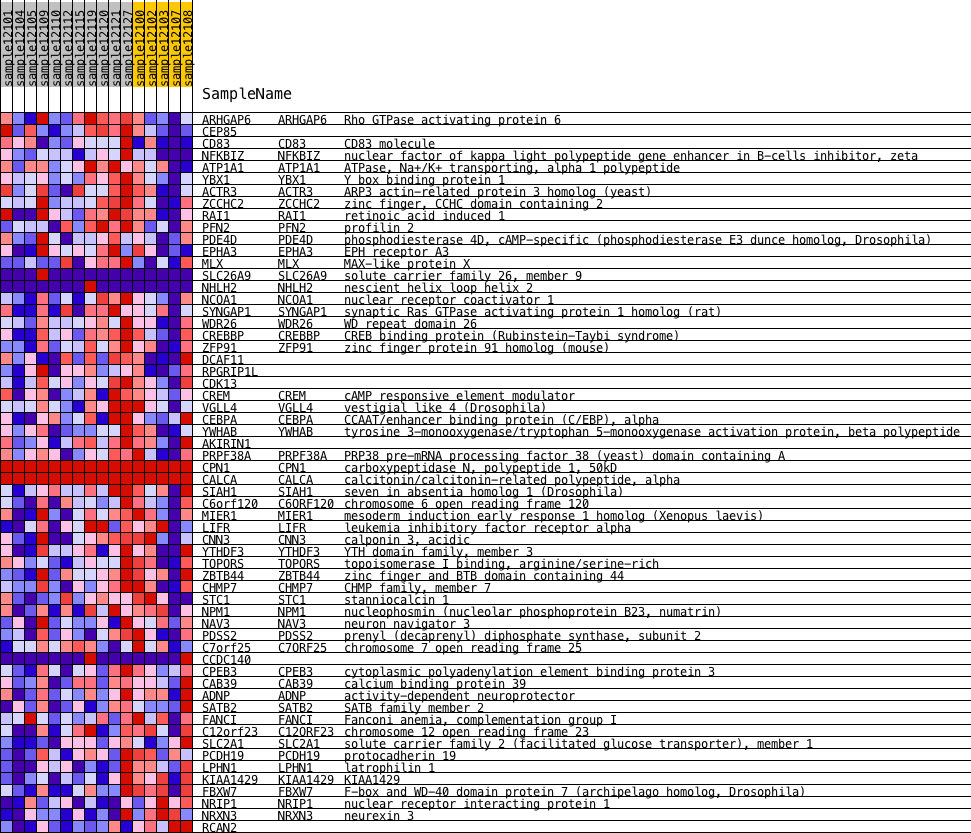 sample12101
sample12104
sample12105
sample12109
sample12110
sample12112
sample12115
sample12119
sample12120
sample12121
sample12127
sample12100
sample12102
sample12103
sample12107
sample12108
SampleName
ARHGAP6 ARHGAP6 Rho GTPase activating protein 6
CEP85
CD83 CD83 CD83 molecule
NFKBIZ NFKBIZ nuclear factor of kappa light polypeptide gene enhancer in B-cells inhibitor, zeta
ATP1A1 ATP1A1 ATPase, Na+/K+ transporting, alpha 1 polypeptide
YBX1 YBX1 Y box binding protein 1
ACTR3 ACTR3 ARP3 actin-related protein 3 homolog (yeast)
ZCCHC2 ZCCHC2 zinc finger, CCHC domain containing 2
RAI1 RAI1 retinoic acid induced 1
PFN2 PFN2 profilin 2
PDE4D PDE4D phosphodiesterase 4D, cAMP-specific (phosphodiesterase E3 dunce homolog, Drosophila)
EPHA3 EPHA3 EPH receptor A3
MLX MLX MAX-like protein X
SLC26A9 SLC26A9 solute carrier family 26, member 9
NHLH2 NHLH2 nescient helix loop helix 2
NCOA1 NCOA1 nuclear receptor coactivator 1
SYNGAP1 SYNGAP1 synaptic Ras GTPase activating protein 1 homolog (rat)
WDR26 WDR26 WD repeat domain 26
CREBBP CREBBP CREB binding protein (Rubinstein-Taybi syndrome)
ZFP91 ZFP91 zinc finger protein 91 homolog (mouse)
DCAF11
RPGRIP1L
CDK13
CREM CREM cAMP responsive element modulator
VGLL4 VGLL4 vestigial like 4 (Drosophila)
CEBPA CEBPA CCAAT/enhancer binding protein (C/EBP), alpha
YWHAB YWHAB tyrosine 3-monooxygenase/tryptophan 5-monooxygenase activation protein, beta polypeptide
AKIRIN1
PRPF38A PRPF38A PRP38 pre-mRNA processing factor 38 (yeast) domain containing A
CPN1 CPN1 carboxypeptidase N, polypeptide 1, 50kD
CALCA CALCA calcitonin/calcitonin-related polypeptide, alpha
SIAH1 SIAH1 seven in absentia homolog 1 (Drosophila)
C6orf120 C6ORF120 chromosome 6 open reading frame 120
MIER1 MIER1 mesoderm induction early response 1 homolog (Xenopus laevis)
LIFR LIFR leukemia inhibitory factor receptor alpha
CNN3 CNN3 calponin 3, acidic
YTHDF3 YTHDF3 YTH domain family, member 3
TOPORS TOPORS topoisomerase I binding, arginine/serine-rich
ZBTB44 ZBTB44 zinc finger and BTB domain containing 44
CHMP7 CHMP7 CHMP family, member 7
STC1 STC1 stanniocalcin 1
NPM1 NPM1 nucleophosmin (nucleolar phosphoprotein B23, numatrin)
NAV3 NAV3 neuron navigator 3
PDSS2 PDSS2 prenyl (decaprenyl) diphosphate synthase, subunit 2
C7orf25 C7ORF25 chromosome 7 open reading frame 25
CCDC140
CPEB3 CPEB3 cytoplasmic polyadenylation element binding protein 3
CAB39 CAB39 calcium binding protein 39
ADNP ADNP activity-dependent neuroprotector
SATB2 SATB2 SATB family member 2
FANCI FANCI Fanconi anemia, complementation group I
C12orf23 C12ORF23 chromosome 12 open reading frame 23
SLC2A1 SLC2A1 solute carrier family 2 (facilitated glucose transporter), member 1
PCDH19 PCDH19 protocadherin 19
LPHN1 LPHN1 latrophilin 1
KIAA1429 KIAA1429 KIAA1429
FBXW7 FBXW7 F-box and WD-40 domain protein 7 (archipelago homolog, Drosophila)
NRIP1 NRIP1 nuclear receptor interacting protein 1
NRXN3 NRXN3 neurexin 3
RCAN2